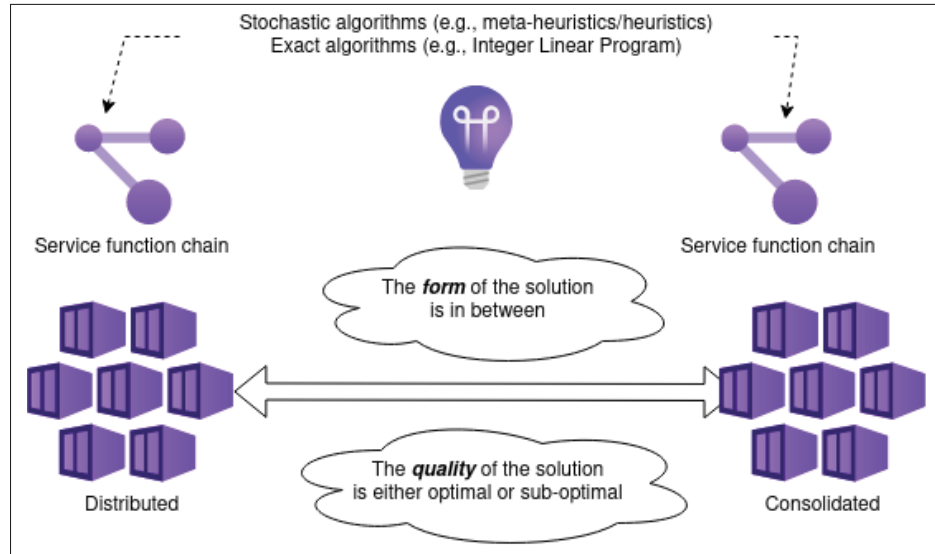 Stochastic algorithms (e.g., meta-heuristics/heuristics)
Exact algorithms (e.g., Integer Linear Program)
Service function chain
Service function chain
The form of the solution
is in between
The quality of the solution
is either optimal or sub-optimal
Distributed
Consolidated